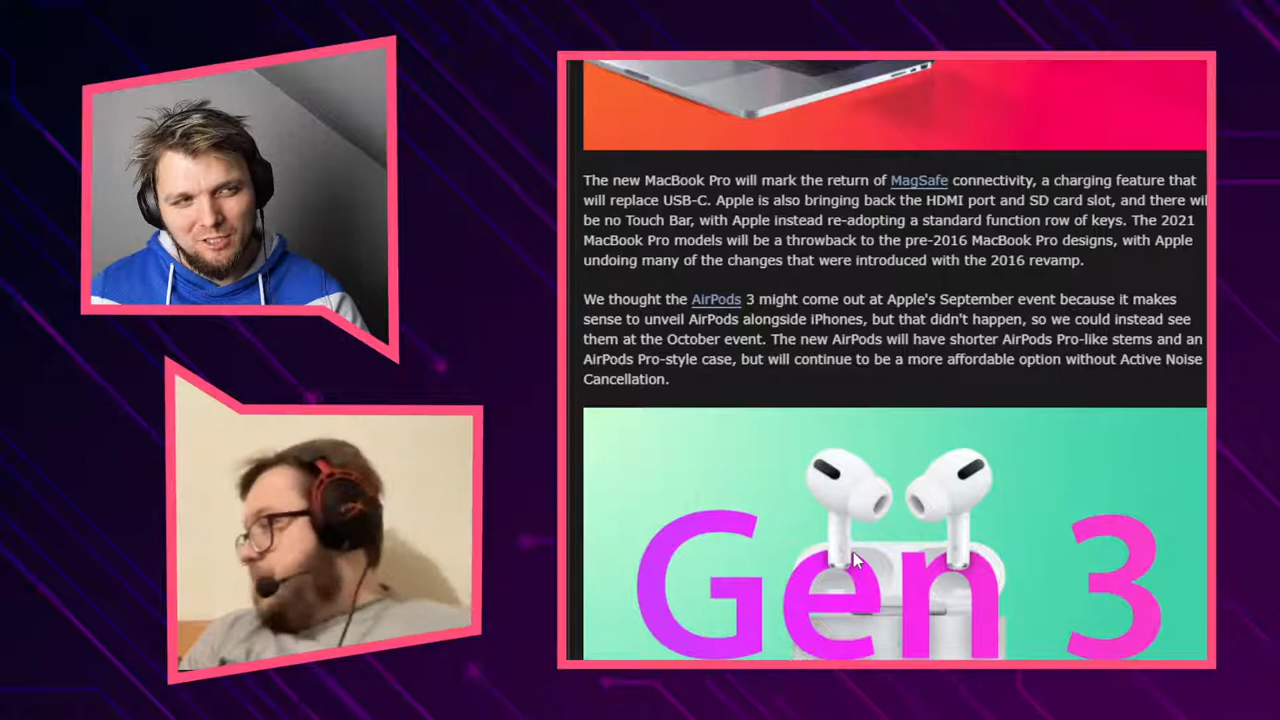 The new MacBook Pro will mark the return of MagSafe connectivity, a charging feature that
will replace USB-C. Apple is also bringing back the HDMI port and SD card slot, and there will
be no Touch Bar, with Apple instead re-adopting a standard function row of keys. The 2021
MacBook Pro models will be a throwback to the pre-2016 MacBook Pro designs, with Apple
undoing many of the changes that were introduced with the 2016 revamp.
We thought the AirPods 3 might come out at Apple's September event because it makes
sense to unveil AirPods alongside iPhones, but that didn't happen, so we could instead see
them at the October event. The new AirPods will have shorter AirPods Pro-like stems and an
AirPods Pro-style case, but will continue to be a more affordable option without Active Noise
Cancellation.
Gen 3